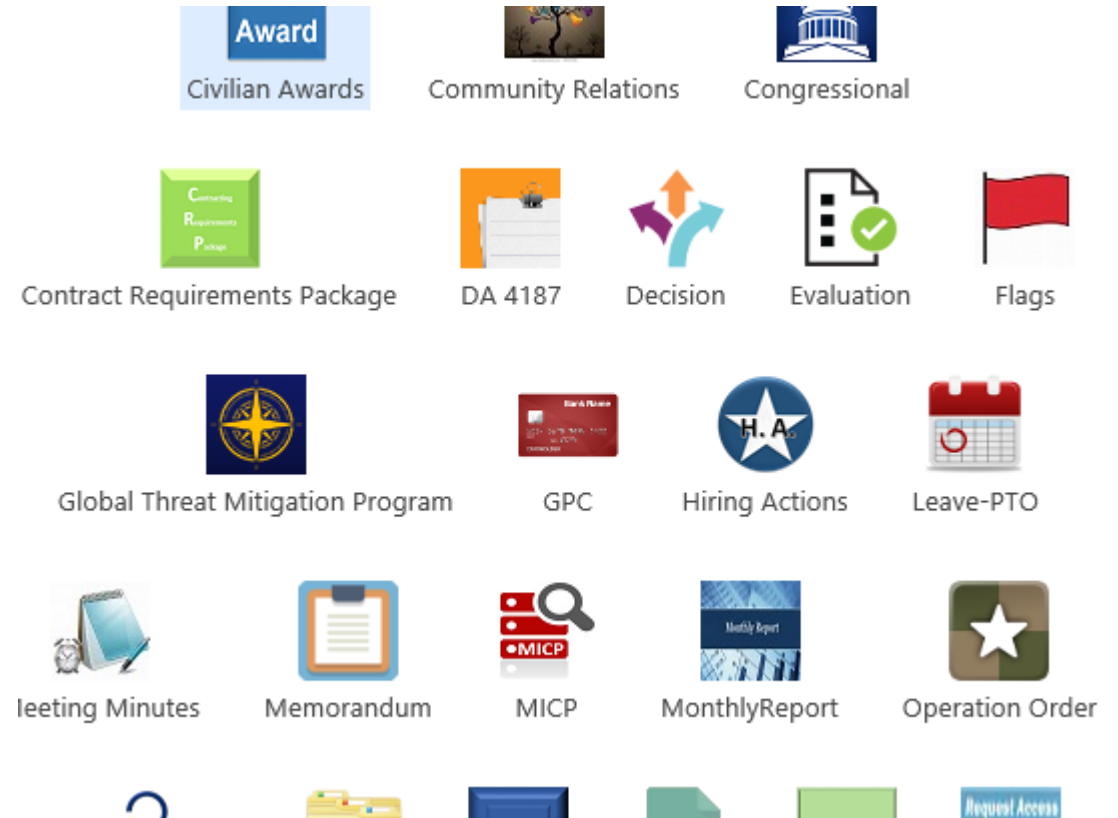 Award
Civilian Awards
Community Relations
Congressional
Contracting
Requirements
Package
Contract Requirements Package
DA 4187
Decision
Evaluation
Flags
Global Threat Mitigation Program
Bank Name
GPC
H. A.
Hiring Actions
Leave-PTO
Meeting Minutes
Memorandum
MICP
MICP
Monthly Report
MonthlyReport
Operation Order
Request Access